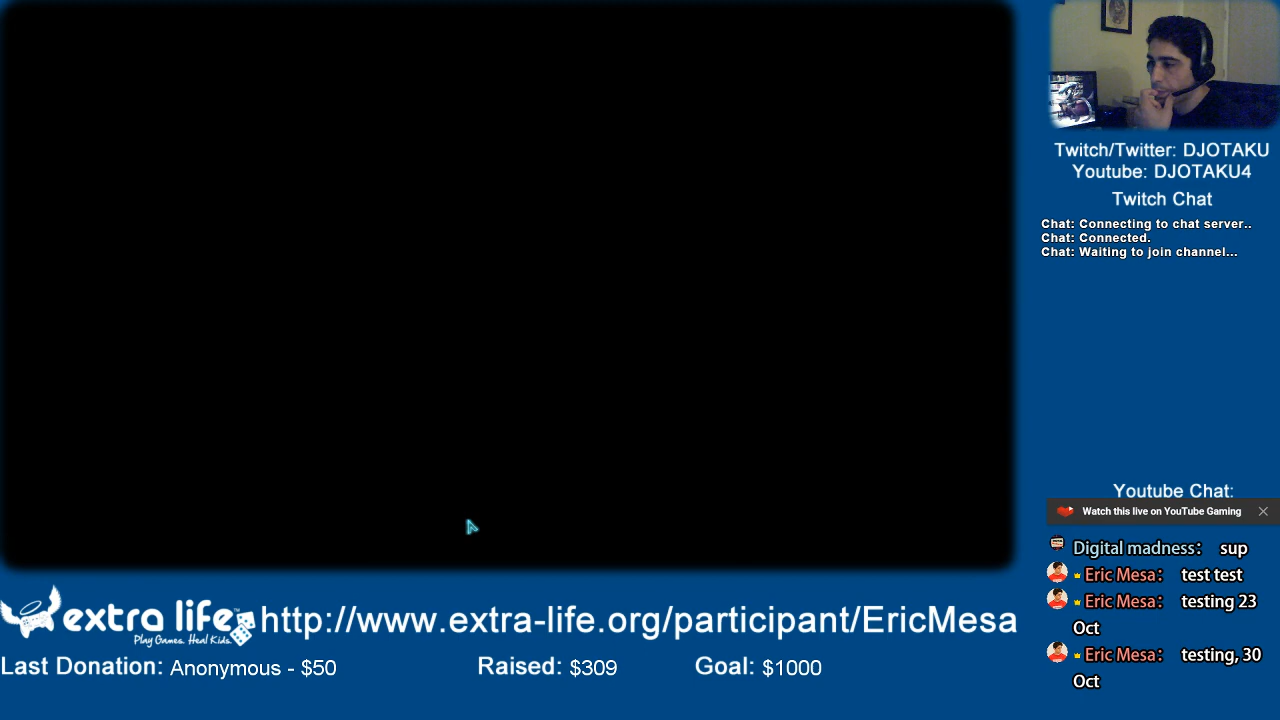 Twitch/Twitter: DJOTAKU
Youtube: DJOTAKU4
Twitch Chat
Chat: Connecting to chat server..
Chat: Connected.
Chat: Waiting to join channel...
Youtube Chat:
Watch this live on YouTube Gaming
Digital madness: sup
Eric Mesa: test test
Eric Mesa: testing 23
Oct
Eric Mesa: testing, 30
Oct
extra life
Play Games. Heal Kids.
http://www.extra-life.org/participant/EricMesa
Last Donation: Anonymous - $50
Raised: $309
Goal: $1000